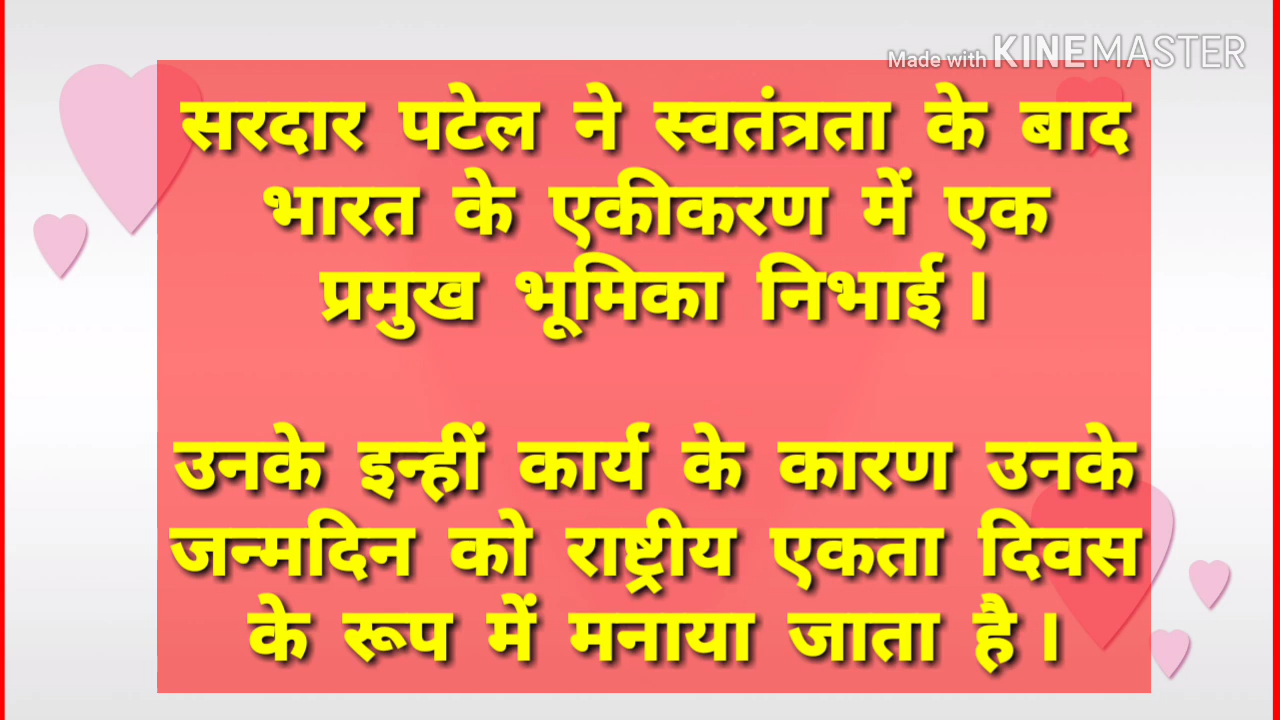 Made with KINEMASTER
सरदार पटेल ने स्वतंत्रता के बाद
भारत के एकीकरण में एक
प्रमुख भूमिका निभाई ।
उनके इन्हीं कार्य के कारण उनके
जन्मदिन को राष्ट्रीय एकता दिवस
के रूप में मनाया जाता है ।